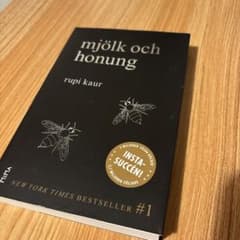 mjölk och
honung
rupi kaur
INSTA-
SUCCÉN!
NEW YORK TIMES BESTSELLER #1